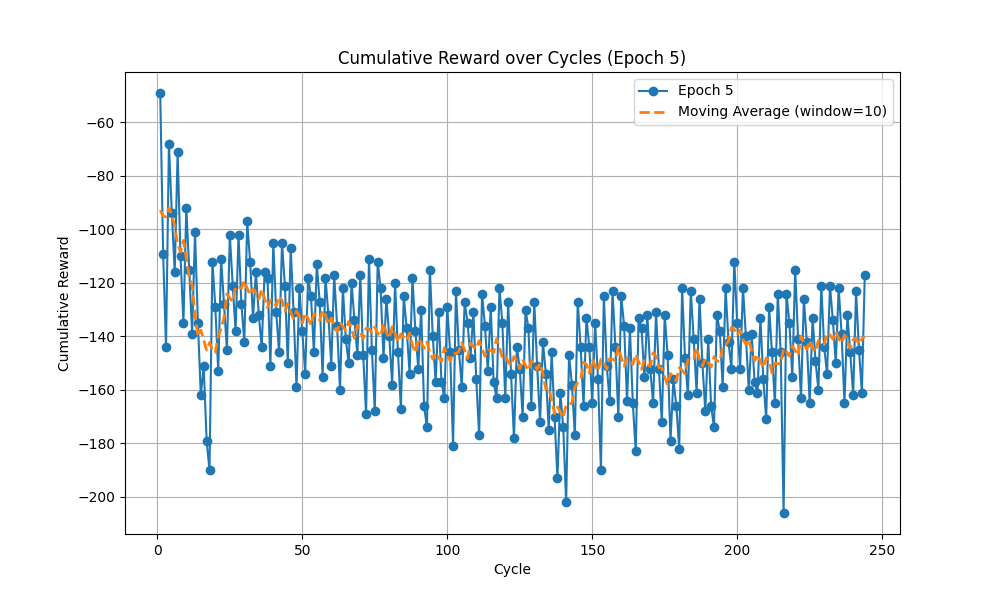 Cumulative Reward over Cycles (Epoch 5)
Epoch 5
Moving Average (window=10)
Cumulative Reward
−60
−80
−100
−120
−140
−160
−180
−200
0 50 100 150 200 250
Cycle